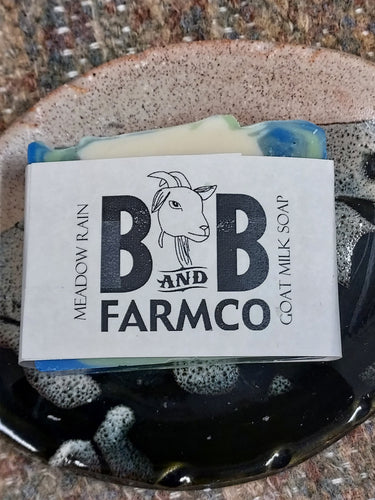 MEADOW RAIN
B AND B
FARMCO
GOAT MILK SOAP